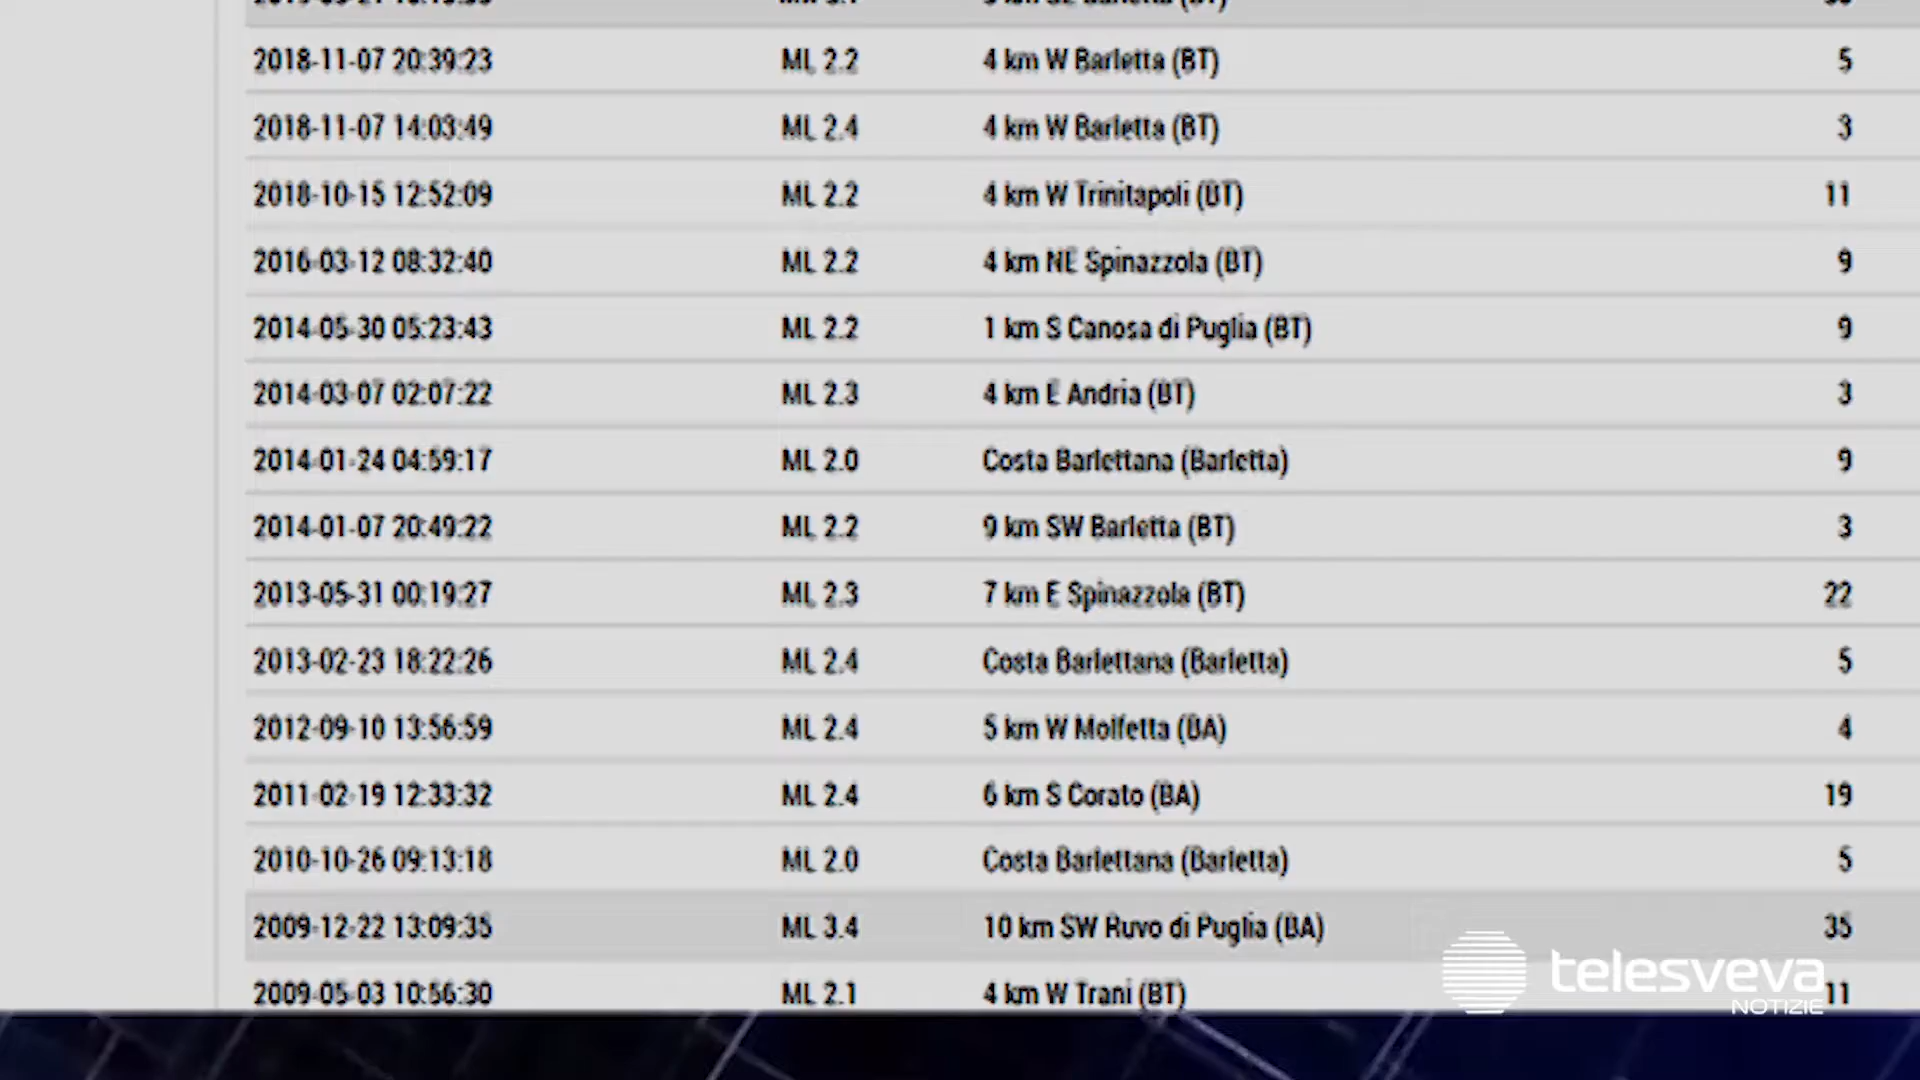 2018-11-07 20:39:23 ML 2.2 4 km W Barletta (BT) 5
2018-11-07 14:03:49 ML 2.4 4 km W Barletta (BT) 3
2018-10-15 12:52:09 ML 2.2 4 km W Trinitapoli (BT) 11
2016-03-12 08:32:40 ML 2.2 4 km NE Spinazzola (BT) 9
2014-05-30 05:23:43 ML 2.2 1 km S Canosa di Puglia (BT) 9
2014-03-07 02:07:22 ML 2.3 4 km E Andria (BT) 3
2014-01-24 04:59:17 ML 2.0 Costa Barlettana (Barletta) 9
2014-01-07 20:49:22 ML 2.2 9 km SW Barletta (BT) 3
2013-05-31 00:19:27 ML 2.3 7 km E Spinazzola (BT) 22
2013-02-23 18:22:26 ML 2.4 Costa Barlettana (Barletta) 5
2012-09-10 13:56:59 ML 2.4 5 km W Molfetta (BA) 4
2011-02-19 12:33:32 ML 2.4 6 km S Corato (BA) 19
2010-10-26 09:13:18 ML 2.0 Costa Barlettana (Barletta) 5
2009-12-22 13:09:35 ML 3.4 10 km SW Ruvo di Puglia (BA) 35
2009-05-03 10:56:30 ML 2.1 4 km W Trani (BT) 11
telesveva
NOTIZIE